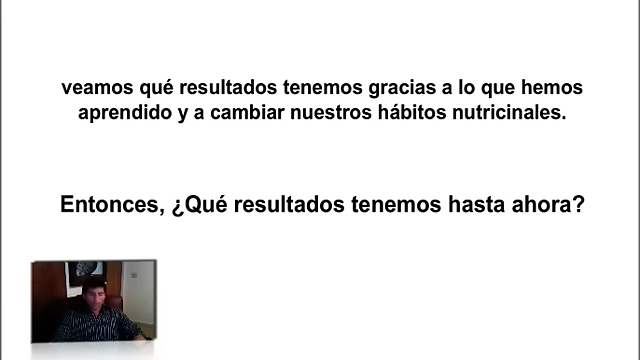 veamos qué resultados tenemos gracias a lo que hemos
aprendido y a cambiar nuestros hábitos nutricinales.
Entonces, ¿Qué resultados tenemos hasta ahora?